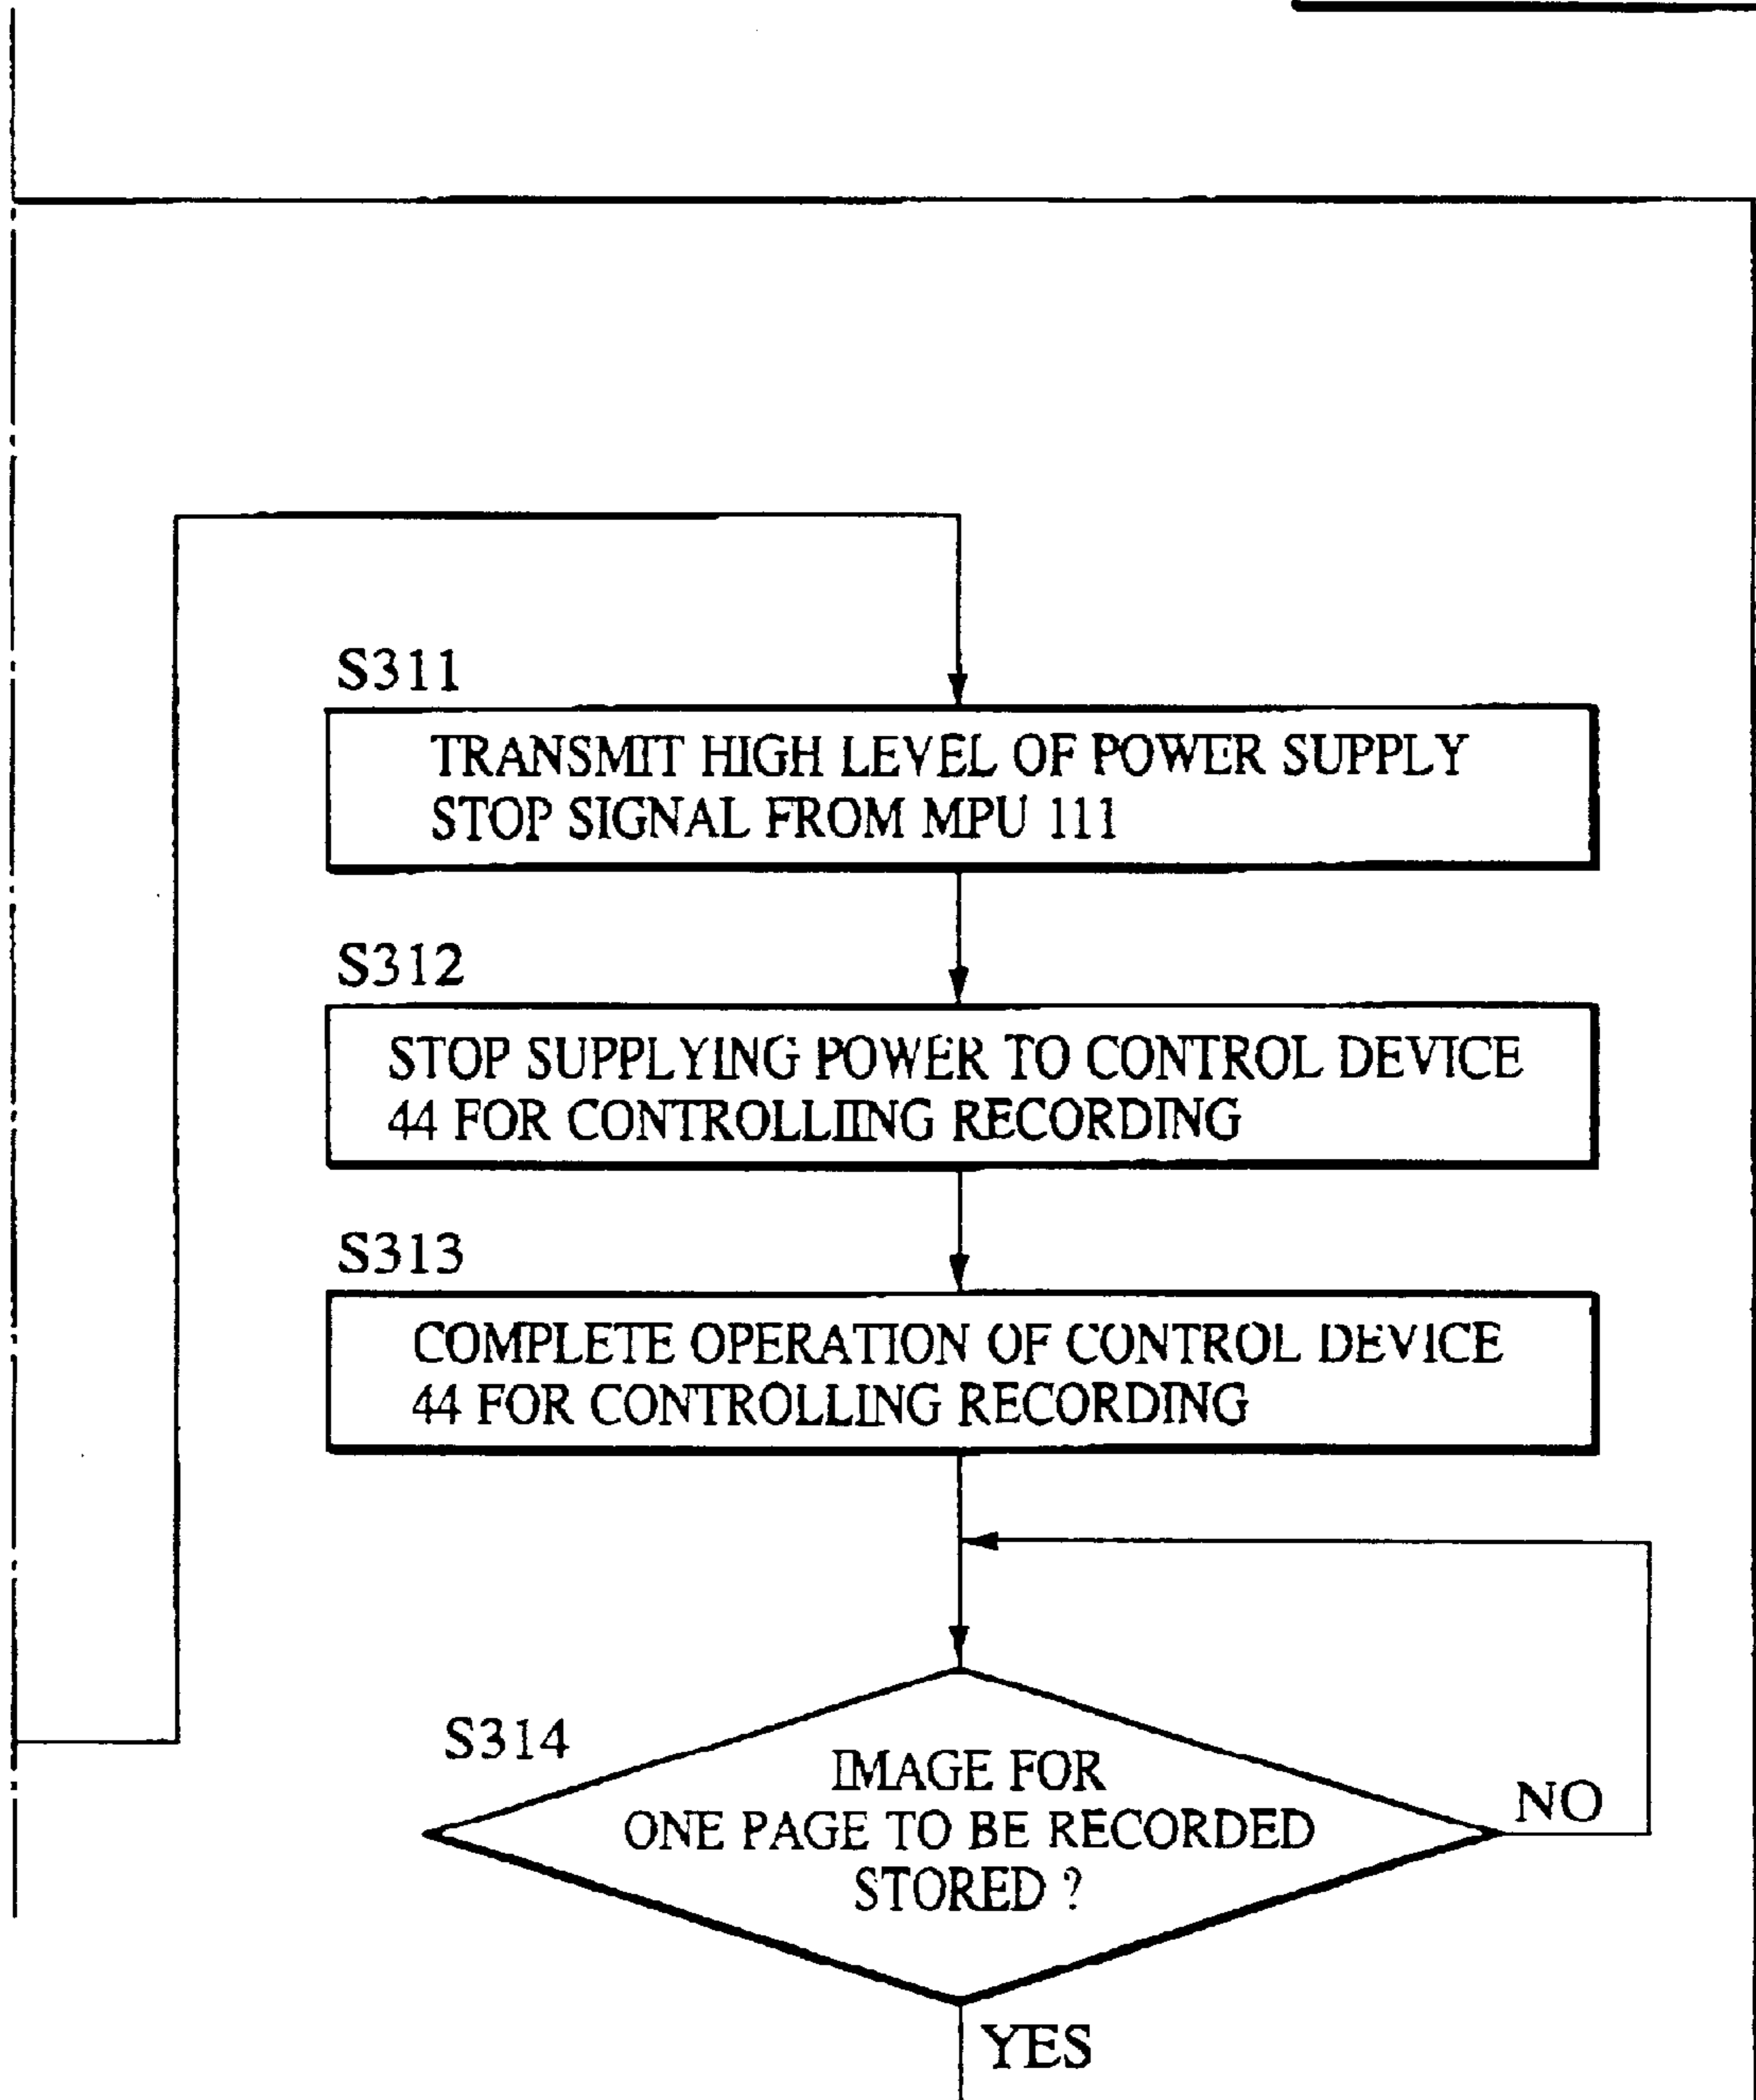 S311
TRANSMIT HIGH LEVEL OF POWER SUPPLY
STOP SIGNAL FROM MPU 111
S312
STOP SUPPLYING POWER TO CONTROL DEVICE
44 FOR CONTROLLIING RECORDING
S313
COMPLETE OPERATION OF CONTROL DEVICE
44 FOR CONTROLLING RECORDING
S314
IMAGE FOR
ONE PAGE TO BE RECORDED
STORED ?
NO
YES